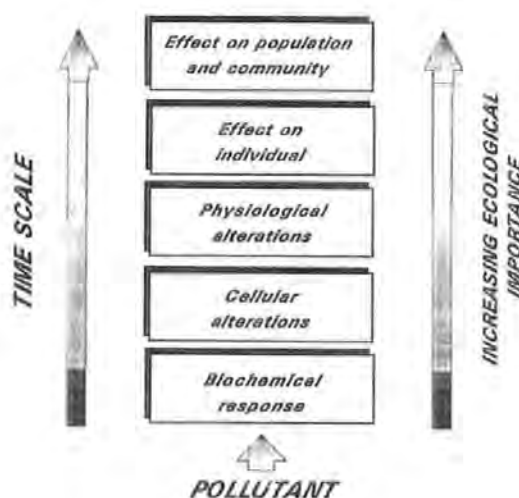 Effect on population
and community
Effect on
individual
Physiological
alterations
Cellular
alterations
Biochemical
response
POLLUTANT
TIME SCALE
INCREASING ECOLOGICAL
IMPORTANCE